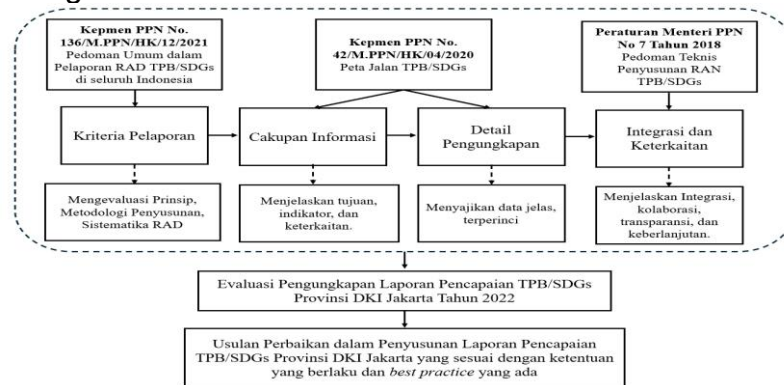 Kepmen PPN No.
136/M.PPN/HK/12/2021
Pedoman Umum dalam
Pelaporan RAD TPB/SDGs
di seluruh Indonesia
Kepmen PPN No.
42/M.PPN/HK/04/2020
Peta Jalan TPB/SDGs
Peraturan Menteri PPN
No 7 Tahun 2018
Pedoman Teknis
Penyusunan RAN
TPB/SDGs
Kriteria Pelaporan
Cakupan Informasi
Detail
Pengungkapan
Integrasi dan
Keterkaitan
Mengevaluasi Prinsip,
Metodologi Penyusunan,
Sistematika RAD
Menjelaskan tujuan,
indikator, dan
keterkaitan.
Menyajikan data jelas,
terperinci
Menjelaskan Integrasi,
kolaborasi,
transparansi, dan
keberlanjutan.
Evaluasi Pengungkapan Laporan Pencapaian TPB/SDGs
Provinsi DKI Jakarta Tahun 2022
Usulan Perbaikan dalam Penyusunan Laporan Pencapaian
TPB/SDGs Provinsi DKI Jakarta yang sesuai dengan ketentuan
yang berlaku dan best practice yang ada